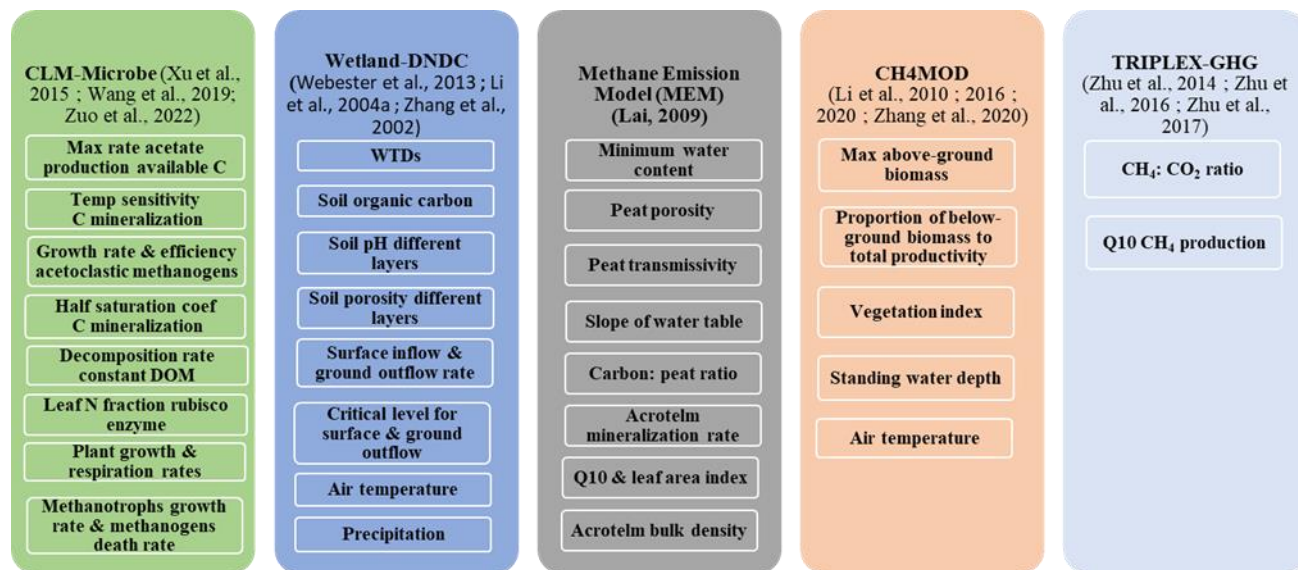 CLM-Microbe (Xu et al.,
2015 ; Wang et al., 2019;
Zuo et al., 2022)
Max rate acetate
production available C
Temp sensitivity
C mineralization
Growth rate & efficiency
acetoclastic methanogens
Half saturation coef
C mineralization
Decomposition rate
constant DOM
Leaf N fraction rubisco
enzyme
Plant growth &
respiration rates
Methanotrophs growth
rate & methanogens
death rate
Wetland-DNDC
(Webester et al., 2013 ; Li
et al., 2004a ; Zhang et al.,
2002)
WTDs
Soil organic carbon
Soil pH different
layers
Soil porosity different
layers
Surface inflow &
ground outflow rate
Critical level for
surface & ground
outflow
Air temperature
Precipitation
Methane Emission
Model (MEM)
(Lai, 2009)
Minimum water
content
Peat porosity
Peat transmissivity
Slope of water table
Carbon: peat ratio
Acrotelm
mineralization rate
Q10 & leaf area index
Acrotelm bulk density
CH4MOD
(Li et al., 2010 ; 2016 ;
2020 ; Zhang et al., 2020)
Max above-ground
biomass
Proportion of below-
ground biomass to
total productivity
Vegetation index
Standing water depth
Air temperature
TRIPLEX-GHG
(Zhu et al., 2014 ; Zhu et
al., 2016 ; Zhu et al.,
2017)
CH₄: CO₂ ratio
Q10 CH₄ production